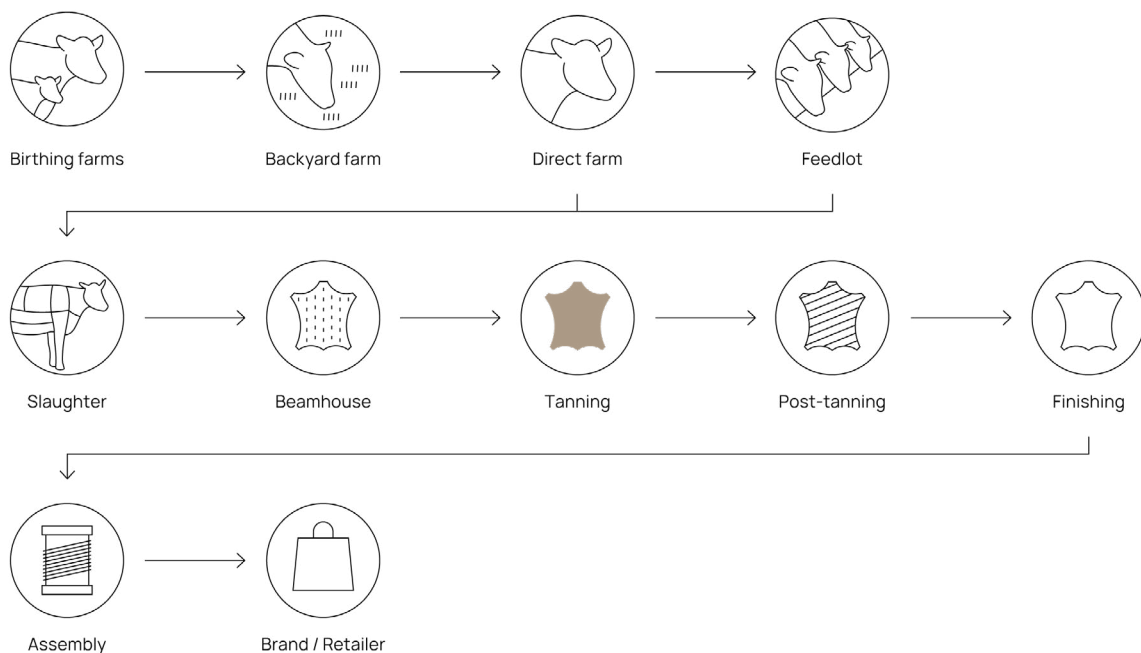 Birthing farms
Backyard farm
Direct farm
Feedlot
Slaughter
Beamhouse
Tanning
Post-tanning
Finishing
Assembly
Brand / Retailer